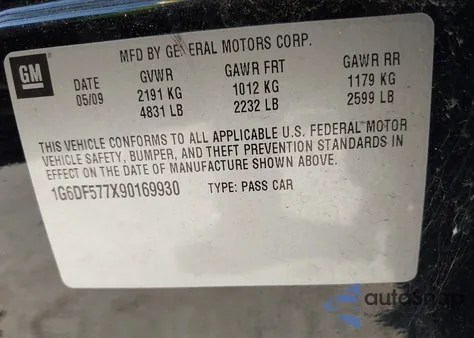 GM
MFD BY GENERAL MOTORS CORP.
DATE GVWR GAWR FRT GAWR RR
05/09 2191 KG 1012 KG 1179 KG
4831 LB 2232 LB 2599 LB
THIS VEHICLE CONFORMS TO ALL APPLICABLE U.S. FEDERAL MOTOR
VEHICLE SAFETY, BUMPER, AND THEFT PREVENTION STANDARDS IN
EFFECT ON THE DATE OF MANUFACTURE SHOWN ABOVE.
1G6DF577X90169930 TYPE: PASS CAR
autosnap